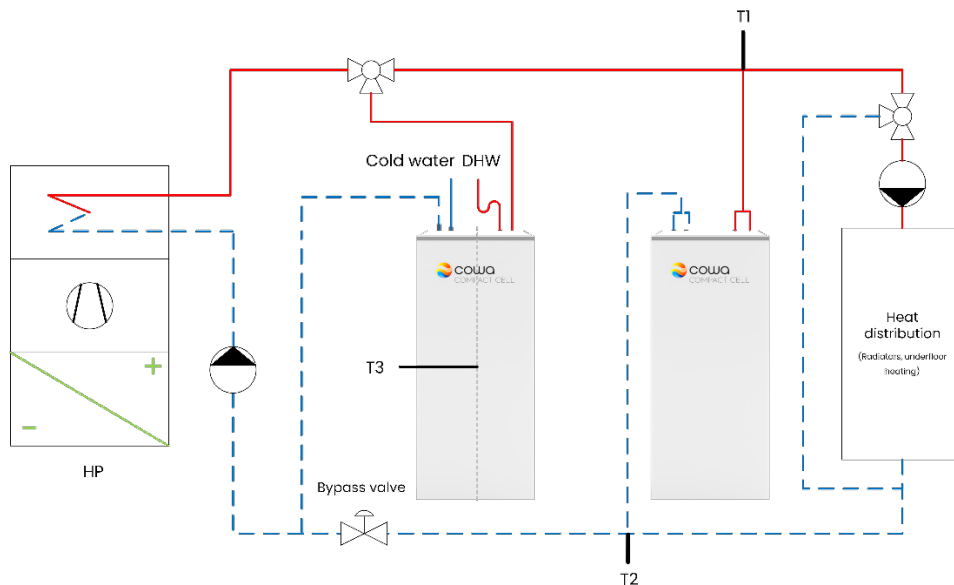 T1
Cold water DHW
cowa
COMPACT CELL
cowa
COMPACT CELL
T3
Heat
distribution
(Radiators, underfloor
heating)
+
-
HP
Bypass valve
T2